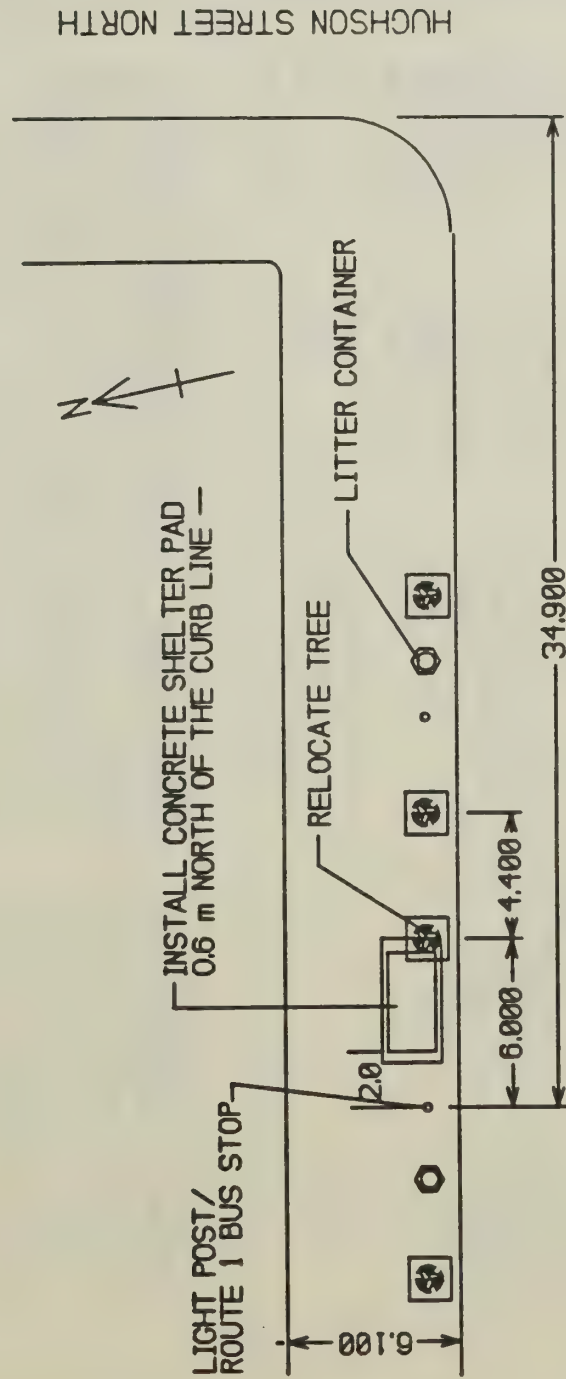 HUGHSON STREET NORTH
N
INSTALL CONCRETE SHELTER PAD
0.6 m NORTH OF THE CURB LINE
LITTER CONTAINER
RELOCATE TREE
LIGHT POST/
ROUTE 1 BUS STOP
2.0
6.100
6.000
4.400
34.900